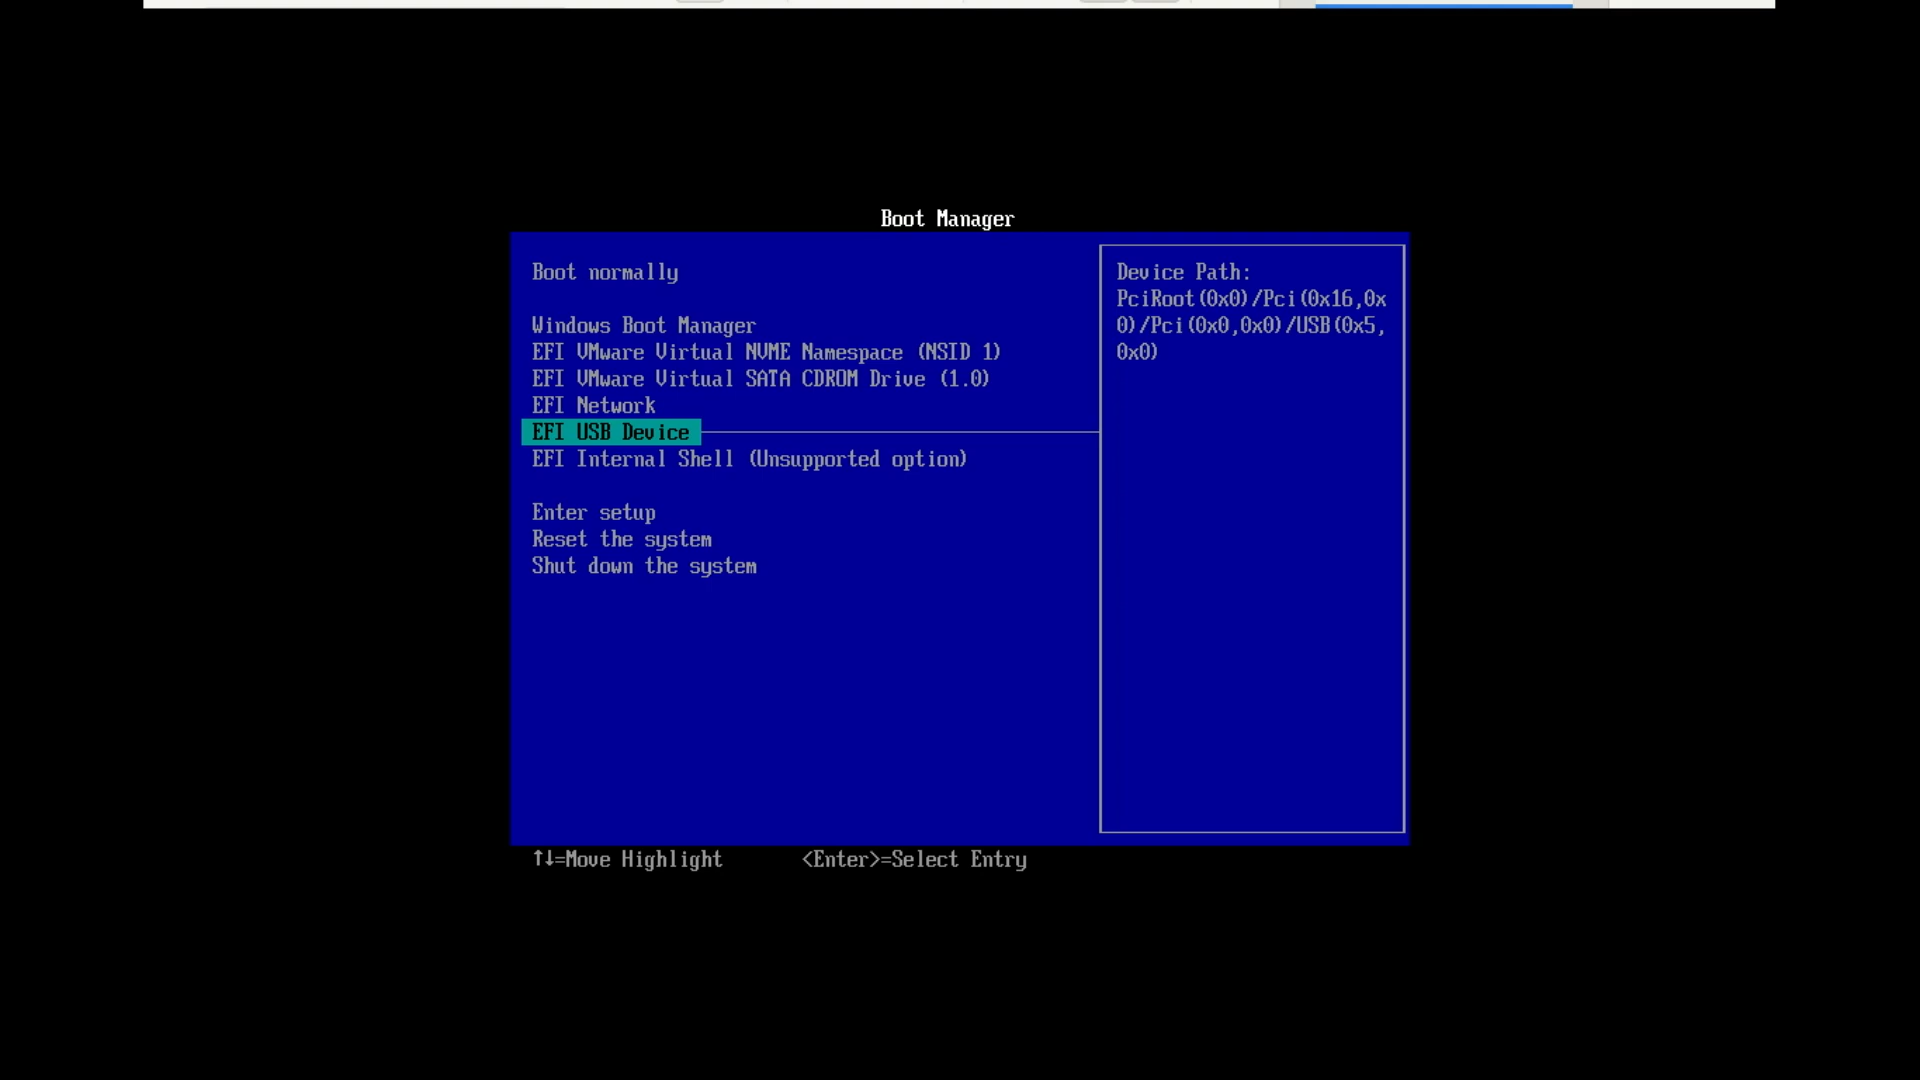 Boot Manager
Boot normally
Windows Boot Manager
EFI VMware Virtual NVME Namespace (NSID 1)
EFI VMware Virtual SATA CDROM Drive (1.0)
EFI Network
EFI USB Device
EFI Internal Shell (Unsupported option)
Enter setup
Reset the system
Shut down the system
Device Path:
PciRoot(0x0)/Pci(0x16,0x
0)/Pci(0x0,0x0)/USB(0x5,
0x0)
↑↓=Move Highlight
<Enter>=Select Entry